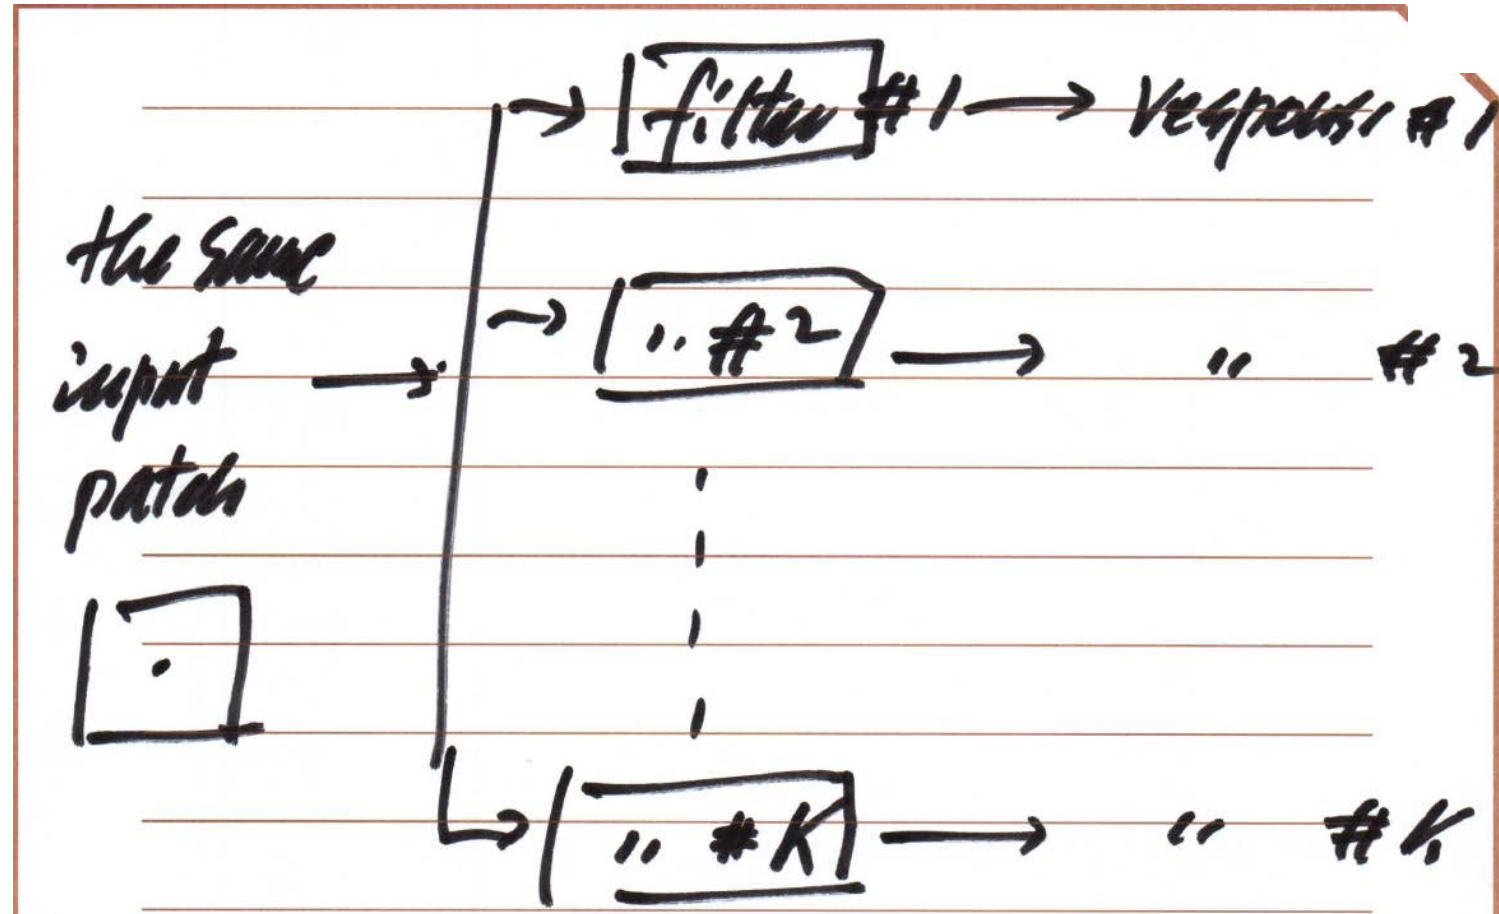 filter #1 → response #1
the same
→ ,, #2 → ,, #2
input →
patch
,, #K → ,, #K